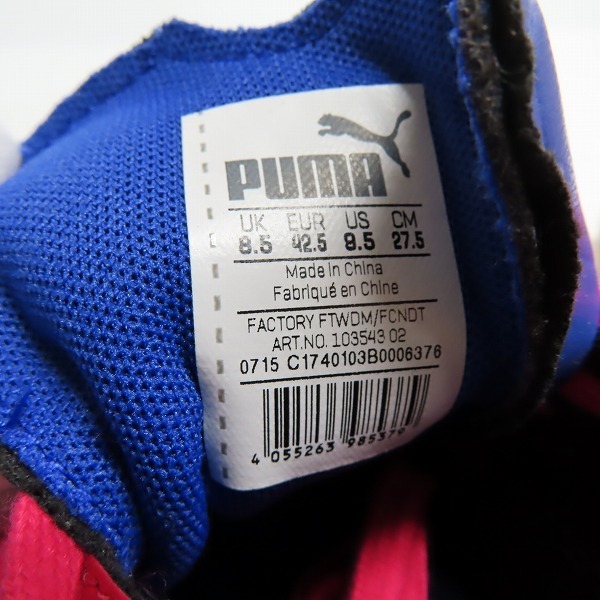 PUMA
UK EUR US CM
8.5 42.5 9.5 27.5
Made in China
Fabriqué en Chine
FACTORY FTWDM/FCNDT
ART.NO. 103543 02
0715 C1740103B0006376
4 055263 985379